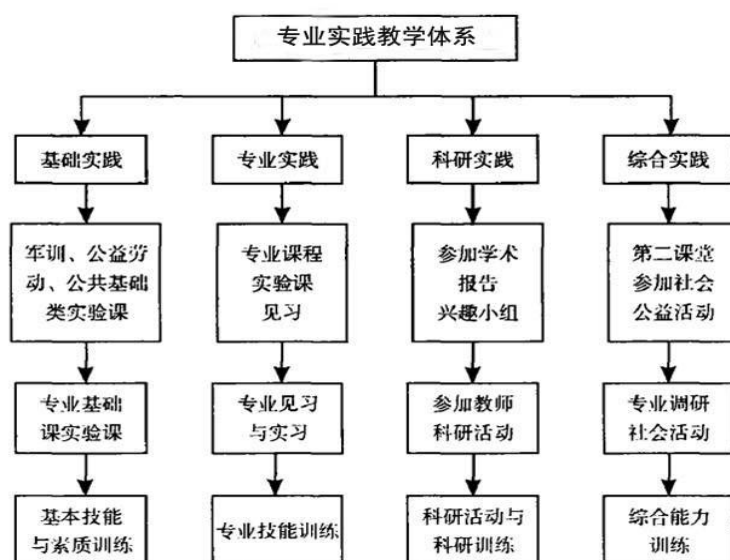 专业实践教学体系
基础实践
专业实践
科研实践
综合实践
军训、公益劳
动、公共基础
类实验课
专业课程
实验课
见习
参加学术
报告
兴趣小组
第二课堂
参加社会
公益活动
专业基础
课实验课
专业见习
与实习
参加教师
科研活动
专业调研
社会活动
基本技能
与素质训练
专业技能训练
科研活动与
科研训练
综合能力
训练